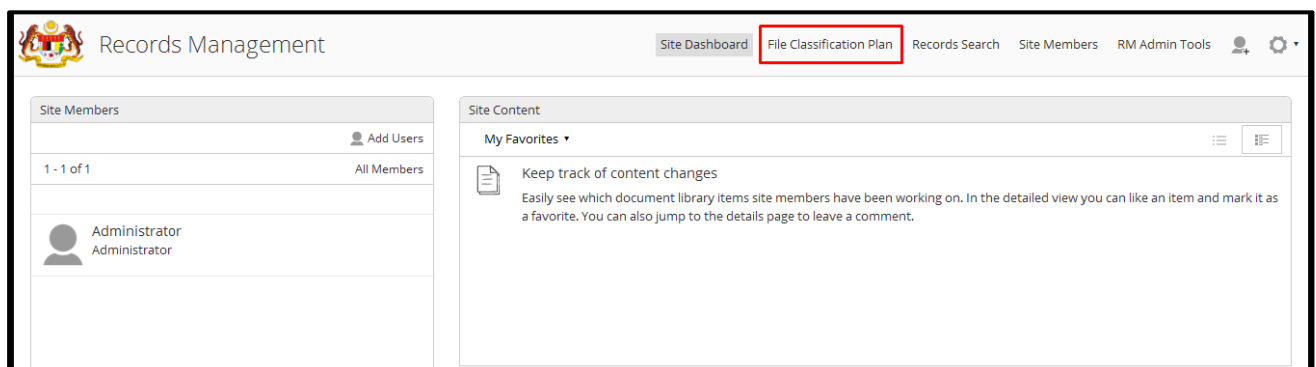 Records Management
Site Dashboard File Classification Plan Records Search Site Members RM Admin Tools
Site Members
Add Users
1 - 1 of 1 All Members
Administrator
Administrator
Site Content
My Favorites
Keep track of content changes
Easily see which document library items site members have been working on. In the detailed view you can like an item and mark it as
a favorite. You can also jump to the details page to leave a comment.